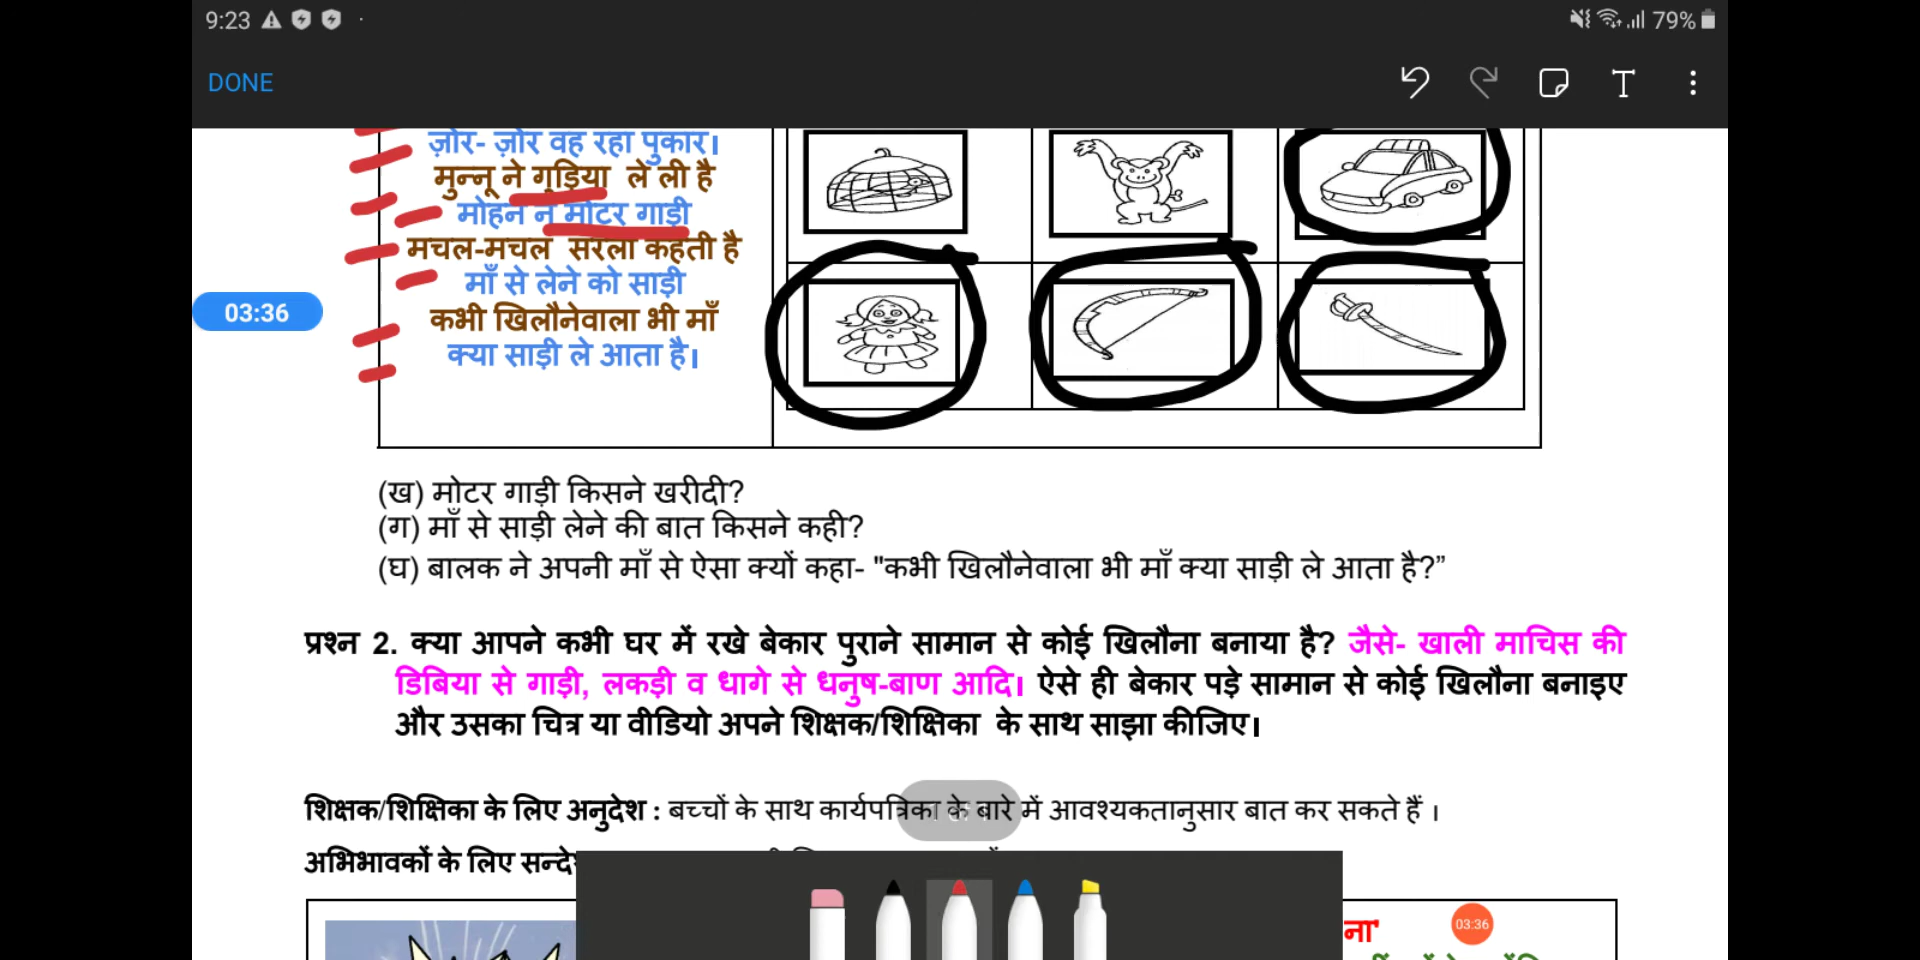 9:23
79%
DONE
ज़ोर- ज़ोर वह रहा पुकार।
मुन्नू ने गुड़िया ले ली है
मोहन ने मोटर गाड़ी
मचल-मचल सरला कहती है
माँ से लेने को साड़ी
कभी खिलौनेवाला भी माँ
क्या साड़ी ले आता है।
03:36
(ख) मोटर गाड़ी किसने खरीदी?
(ग) माँ से साड़ी लेने की बात किसने कही?
(घ) बालक ने अपनी माँ से ऐसा क्यों कहा- "कभी खिलौनेवाला भी माँ क्या साड़ी ले आता है?”
प्रश्न 2. क्या आपने कभी घर में रखे बेकार पुराने सामान से कोई खिलौना बनाया है? जैसे- खाली माचिस की
डिबिया से गाड़ी, लकड़ी व धागे से धनुष-बाण आदि। ऐसे ही बेकार पड़े सामान से कोई खिलौना बनाइए
और उसका चित्र या वीडियो अपने शिक्षक/शिक्षिका के साथ साझा कीजिए।
शिक्षक/शिक्षिका के लिए अनुदेश : बच्चों के साथ कार्यपत्रिका के बारे में आवश्यकतानुसार बात कर सकते हैं ।
अभिभावकों के लिए
ना'
03:36